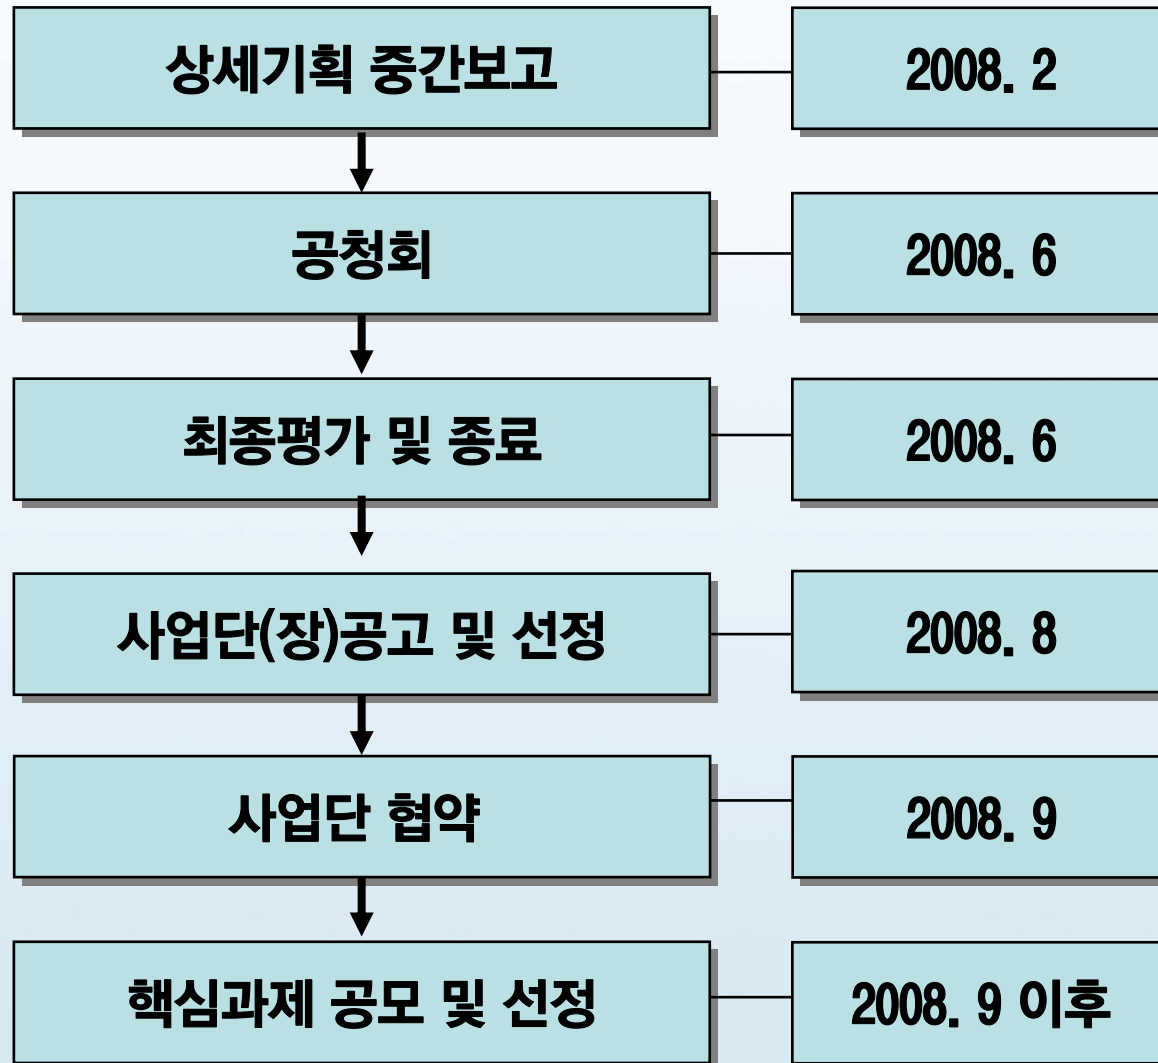 상세기획 중간보고
2008. 2
공청회
2008. 6
최종평가 및 종료
2008. 6
사업단(장)공고 및 선정
2008. 8
사업단 협약
2008. 9
핵심과제 공모 및 선정
2008. 9 이후